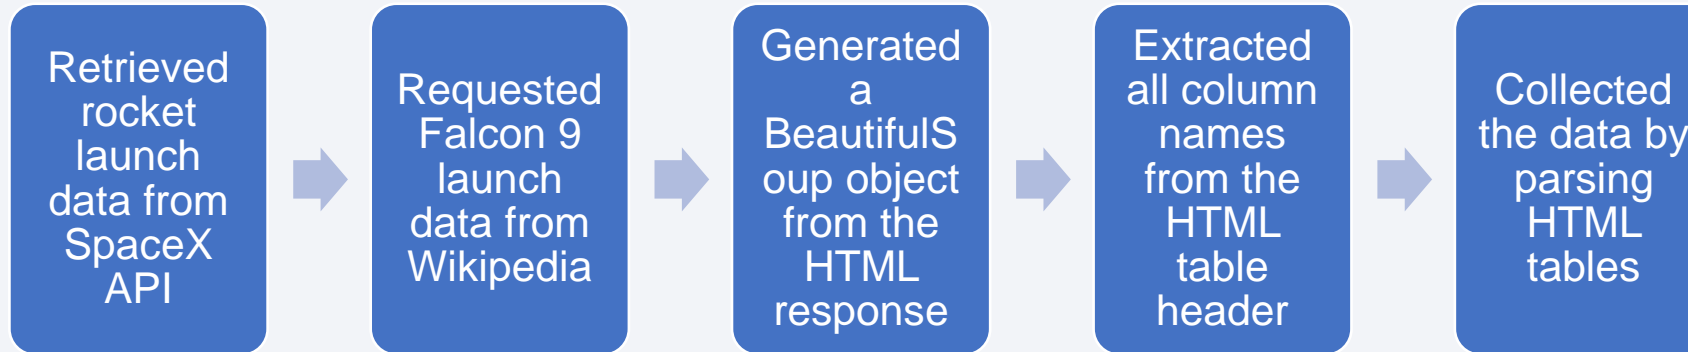 Retrieved
rocket
launch
data from
SpaceX
API
Requested
Falcon 9
launch
data from
Wikipedia
Generated
a
BeautifulS
oup object
from the
HTML
response
Extracted
all column
names
from the
HTML
table
header
Collected
the data by
parsing
HTML
tables